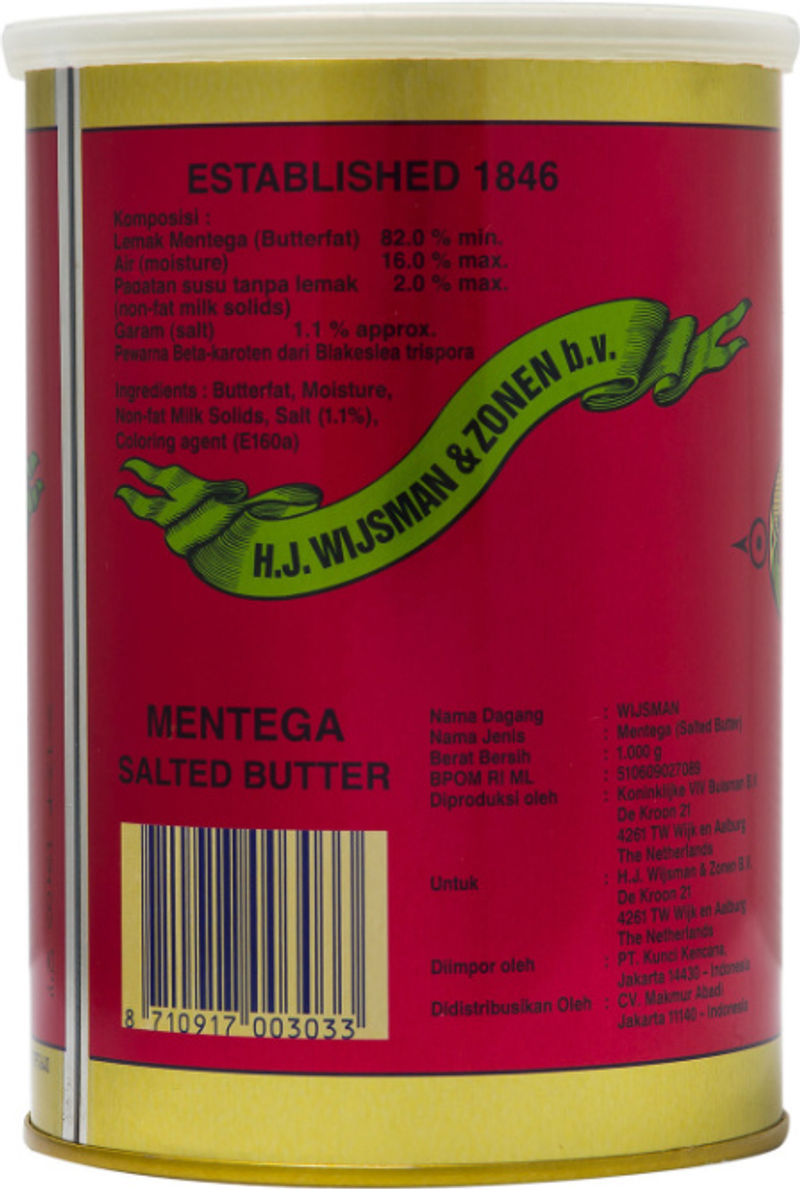 ESTABLISHED 1846
Komposisi :
Lemak Mentega (Butterfat) 82.0 % min.
Air (moisture) 16.0 % max.
Paoatan susu tanpa lemak 2.0 % max.
(non-fat milk solids)
Garam (salt) 1.1 % approx.
Pewarna Beta-karoten dari Blakeslea trispora
Ingredients : Butterfat, Moisture,
Non-fat Milk Solids, Salt (1.1%),
Coloring agent (E160a)
H.J. WIJSMAN & ZONEN b.v.
MENTEGA
SALTED BUTTER
Nama Dagang : WIJSMAN
Nama Jenis : Mentega (Salted Butter)
Berat Bersih : 1.000 g
BPOM RI ML : 510609027089
Diproduksi oleh : Koninklijke VIV Buisman B.V.
De Kroon 21
4261 TW Wijk en Aalburg
The Netherlands
Untuk : H.J. Wijsman & Zonen B.V.
De Kroon 21
4261 TW Wijk en Aalburg
The Netherlands
Diimpor oleh : PT. Kunci Kencana,
Jakarta 14430 - Indonesia
Didistribusikan Oleh : CV. Makmur Abadi
Jakarta 11140 - Indonesia
8 710917 003033